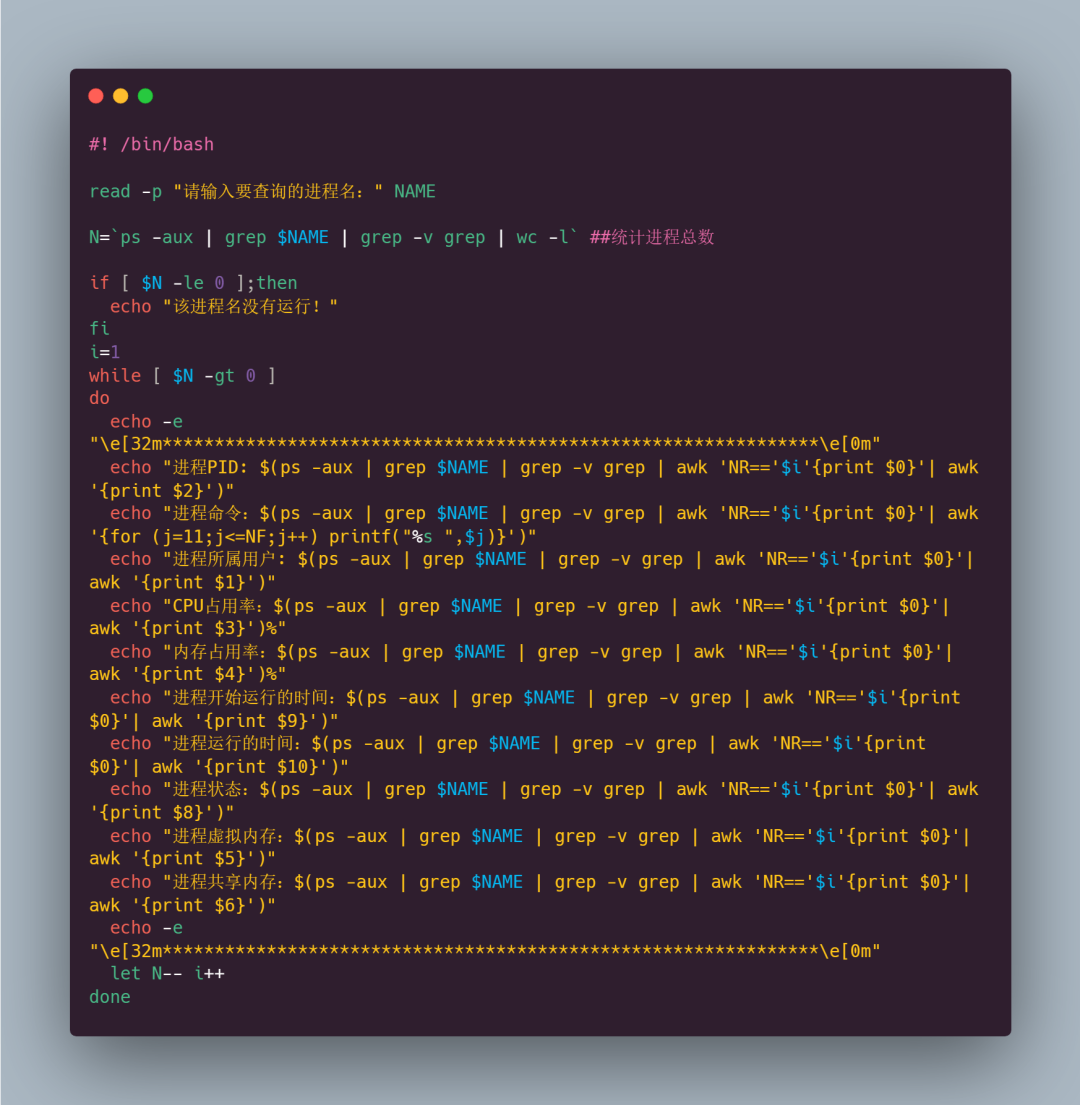 #! /bin/bash
read -p "请输入要查询的进程名：" NAME
N=`ps -aux | grep $NAME | grep -v grep | wc -l` ##统计进程总数
if [ $N -le 0 ];then
  echo "该进程名没有运行！"
fi
i=1
while [ $N -gt 0 ]
do
  echo -e
"\e[32m***************************************************************\e[0m"
  echo "进程PID: $(ps -aux | grep $NAME | grep -v grep | awk 'NR=='$i'{print $0}'| awk
'{print $2}')"
  echo "进程命令：$(ps -aux | grep $NAME | grep -v grep | awk 'NR=='$i'{print $0}'| awk
'{for (j=11;j<=NF;j++) printf("%s ",$j)}')"
  echo "进程所属用户: $(ps -aux | grep $NAME | grep -v grep | awk 'NR=='$i'{print $0}'|
awk '{print $1}')"
  echo "CPU占用率：$(ps -aux | grep $NAME | grep -v grep | awk 'NR=='$i'{print $0}'|
awk '{print $3}')%"
  echo "内存占用率：$(ps -aux | grep $NAME | grep -v grep | awk 'NR=='$i'{print $0}'|
awk '{print $4}')%"
  echo "进程开始运行的时间：$(ps -aux | grep $NAME | grep -v grep | awk 'NR=='$i'{print
$0}'| awk '{print $9}')"
  echo "进程运行的时间：$(ps -aux | grep $NAME | grep -v grep | awk 'NR=='$i'{print
$0}'| awk '{print $10}')"
  echo "进程状态：$(ps -aux | grep $NAME | grep -v grep | awk 'NR=='$i'{print $0}'| awk
'{print $8}')"
  echo "进程虚拟内存：$(ps -aux | grep $NAME | grep -v grep | awk 'NR=='$i'{print $0}'|
awk '{print $5}')"
  echo "进程共享内存：$(ps -aux | grep $NAME | grep -v grep | awk 'NR=='$i'{print $0}'|
awk '{print $6}')"
  echo -e
"\e[32m***************************************************************\e[0m"
  let N-- i++
done